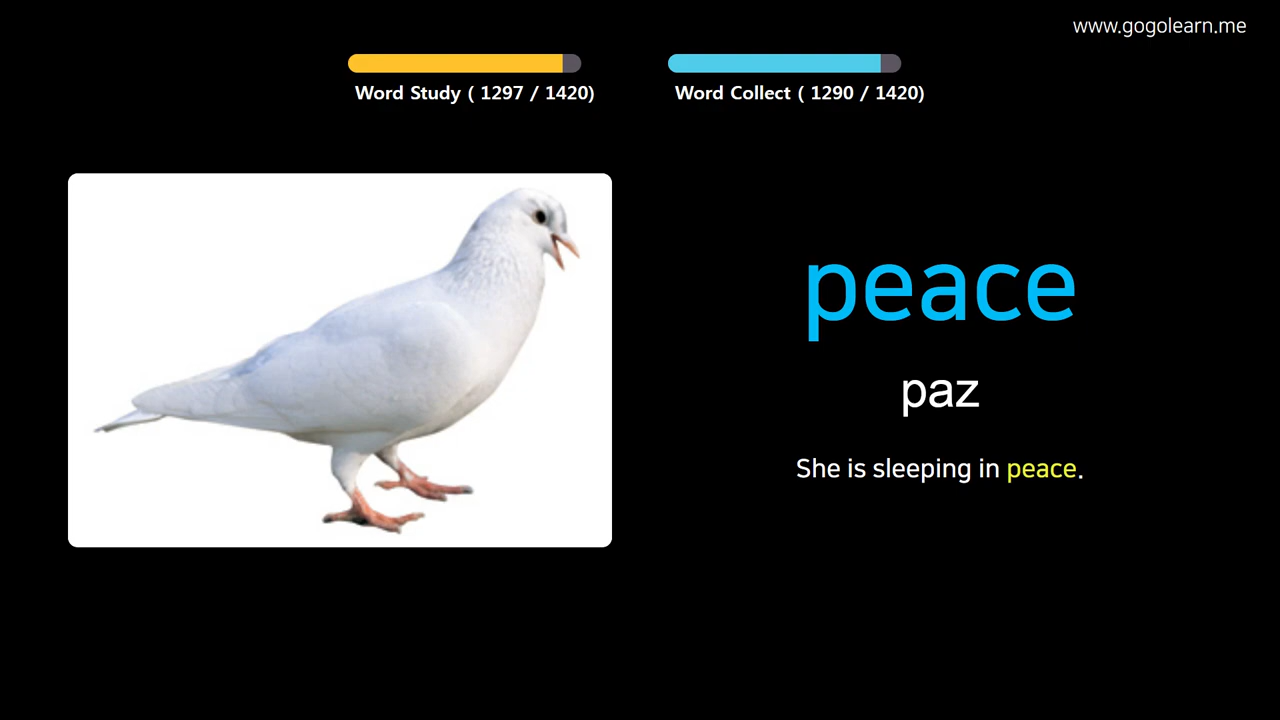 www.gogolearn.me
Word Study ( 1297 / 1420)
Word Collect ( 1290 / 1420)
peace
paz
She is sleeping in peace.